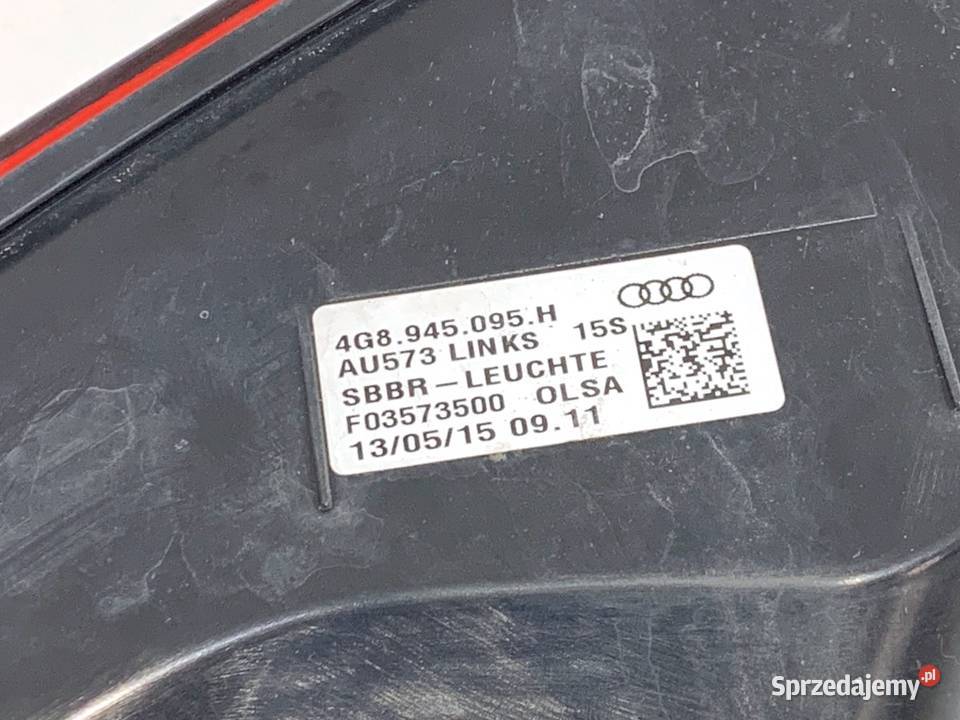 4G8.945.095.H
AU573 LINKS 15S
SBBR – LEUCHTE
F03573500 OLSA
13/05/15 09.11
Sprzedajemy.pl